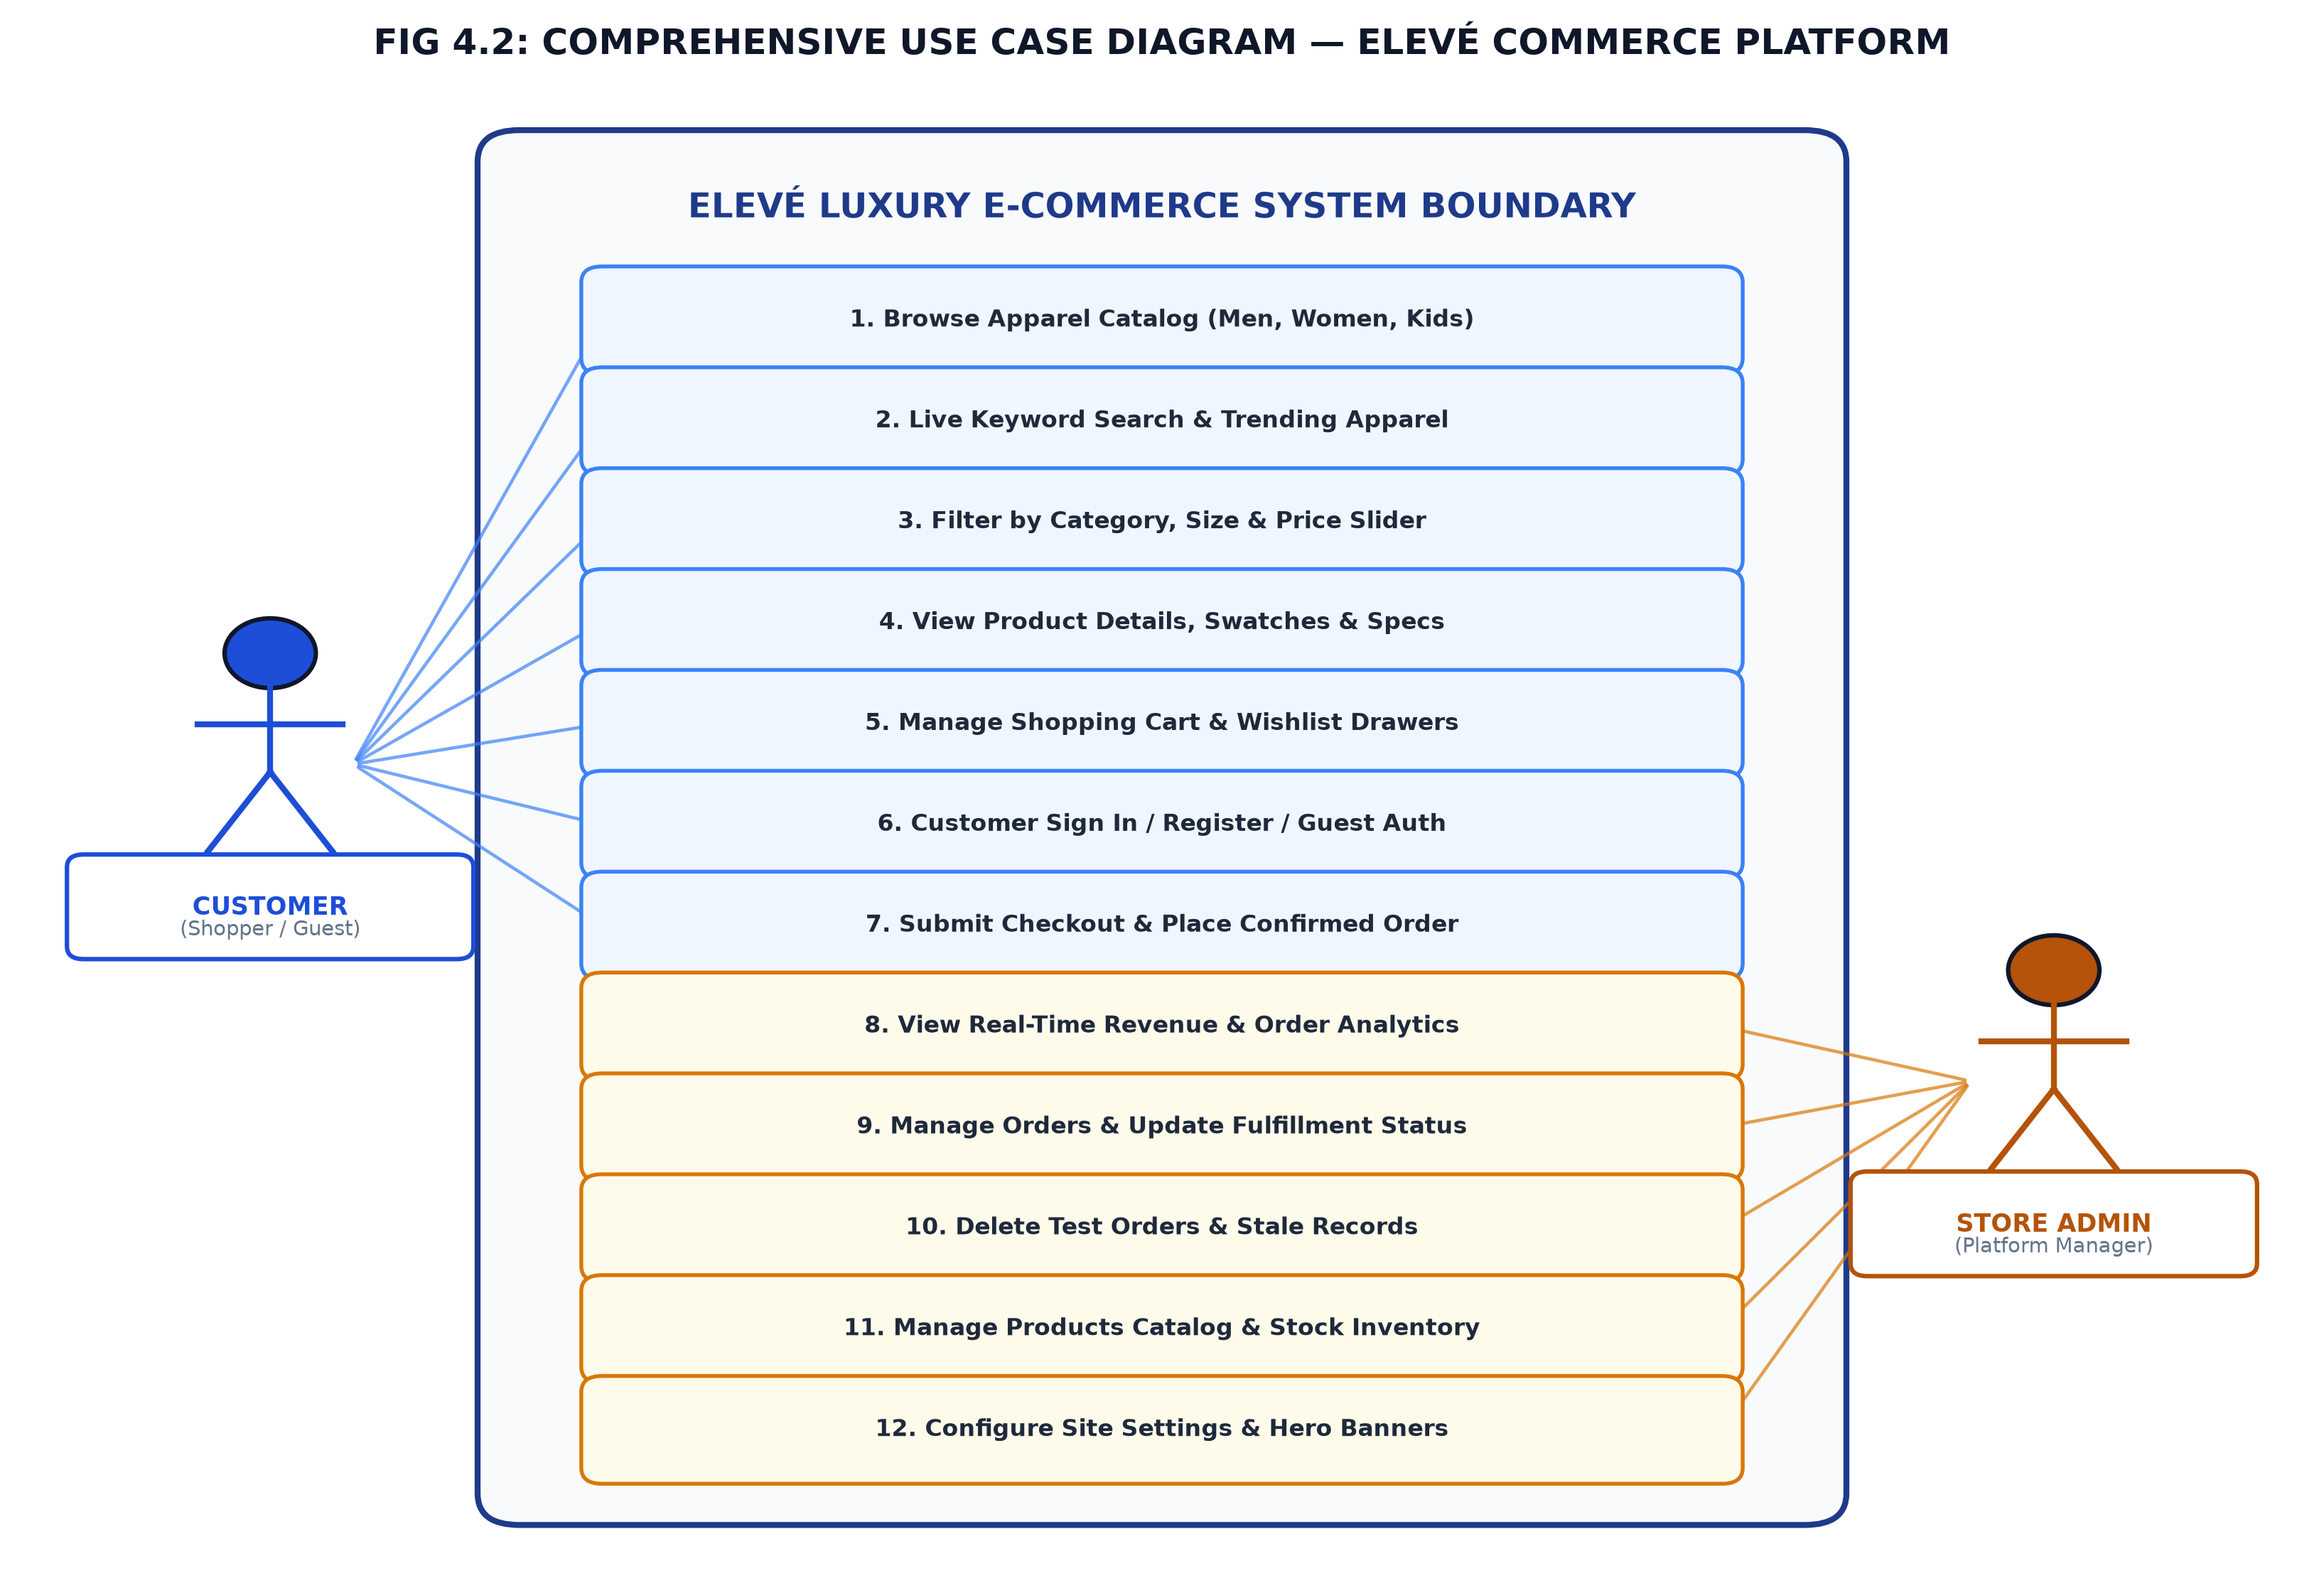 FIG 4.2: COMPREHENSIVE USE CASE DIAGRAM — ELEVÉ COMMERCE PLATFORM
ELEVÉ LUXURY E-COMMERCE SYSTEM BOUNDARY
1. Browse Apparel Catalog (Men, Women, Kids)
2. Live Keyword Search & Trending Apparel
3. Filter by Category, Size & Price Slider
4. View Product Details, Swatches & Specs
5. Manage Shopping Cart & Wishlist Drawers
6. Customer Sign In / Register / Guest Auth
7. Submit Checkout & Place Confirmed Order
8. View Real-Time Revenue & Order Analytics
9. Manage Orders & Update Fulfillment Status
10. Delete Test Orders & Stale Records
11. Manage Products Catalog & Stock Inventory
12. Configure Site Settings & Hero Banners
CUSTOMER
(Shopper / Guest)
STORE ADMIN
(Platform Manager)